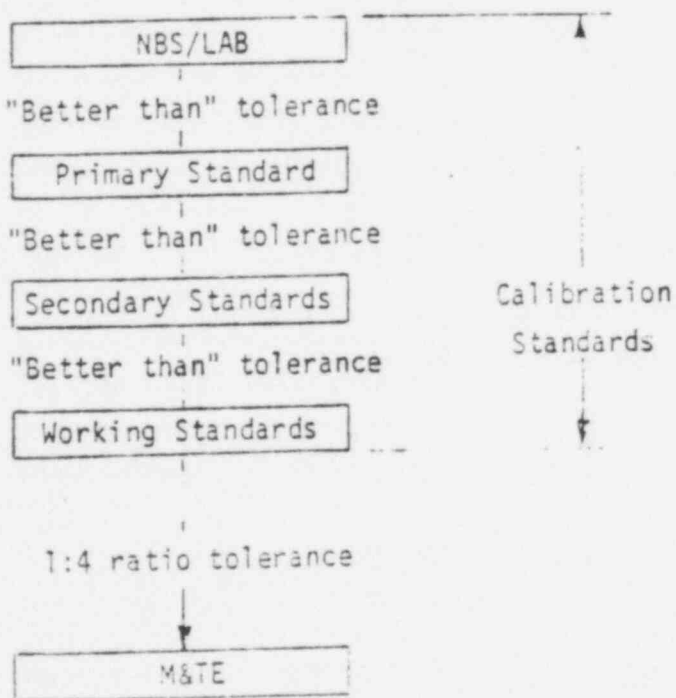 NBS/LAB
"Better than" tolerance
Primary Standard
"Better than" tolerance
Secondary Standards
Calibration
Standards
"Better than" tolerance
Working Standards
1:4 ratio tolerance
M&TE